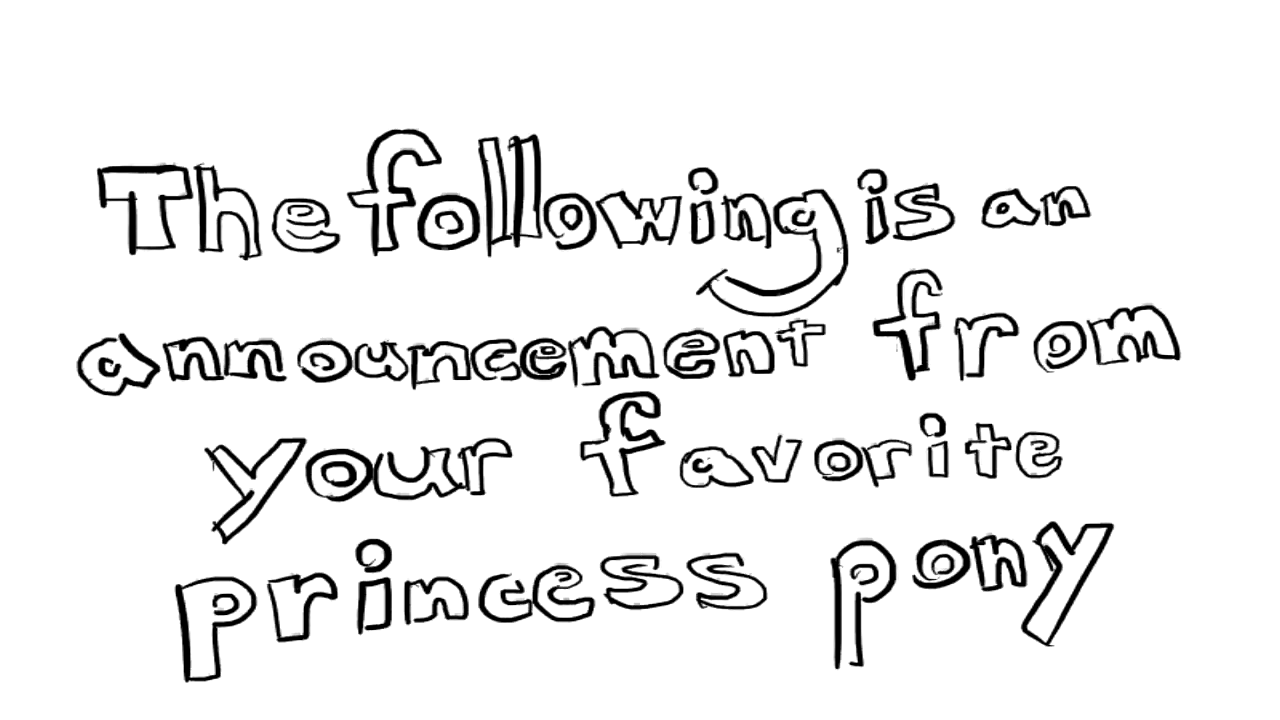 The following is an
announcement from
your favorite
princess pony